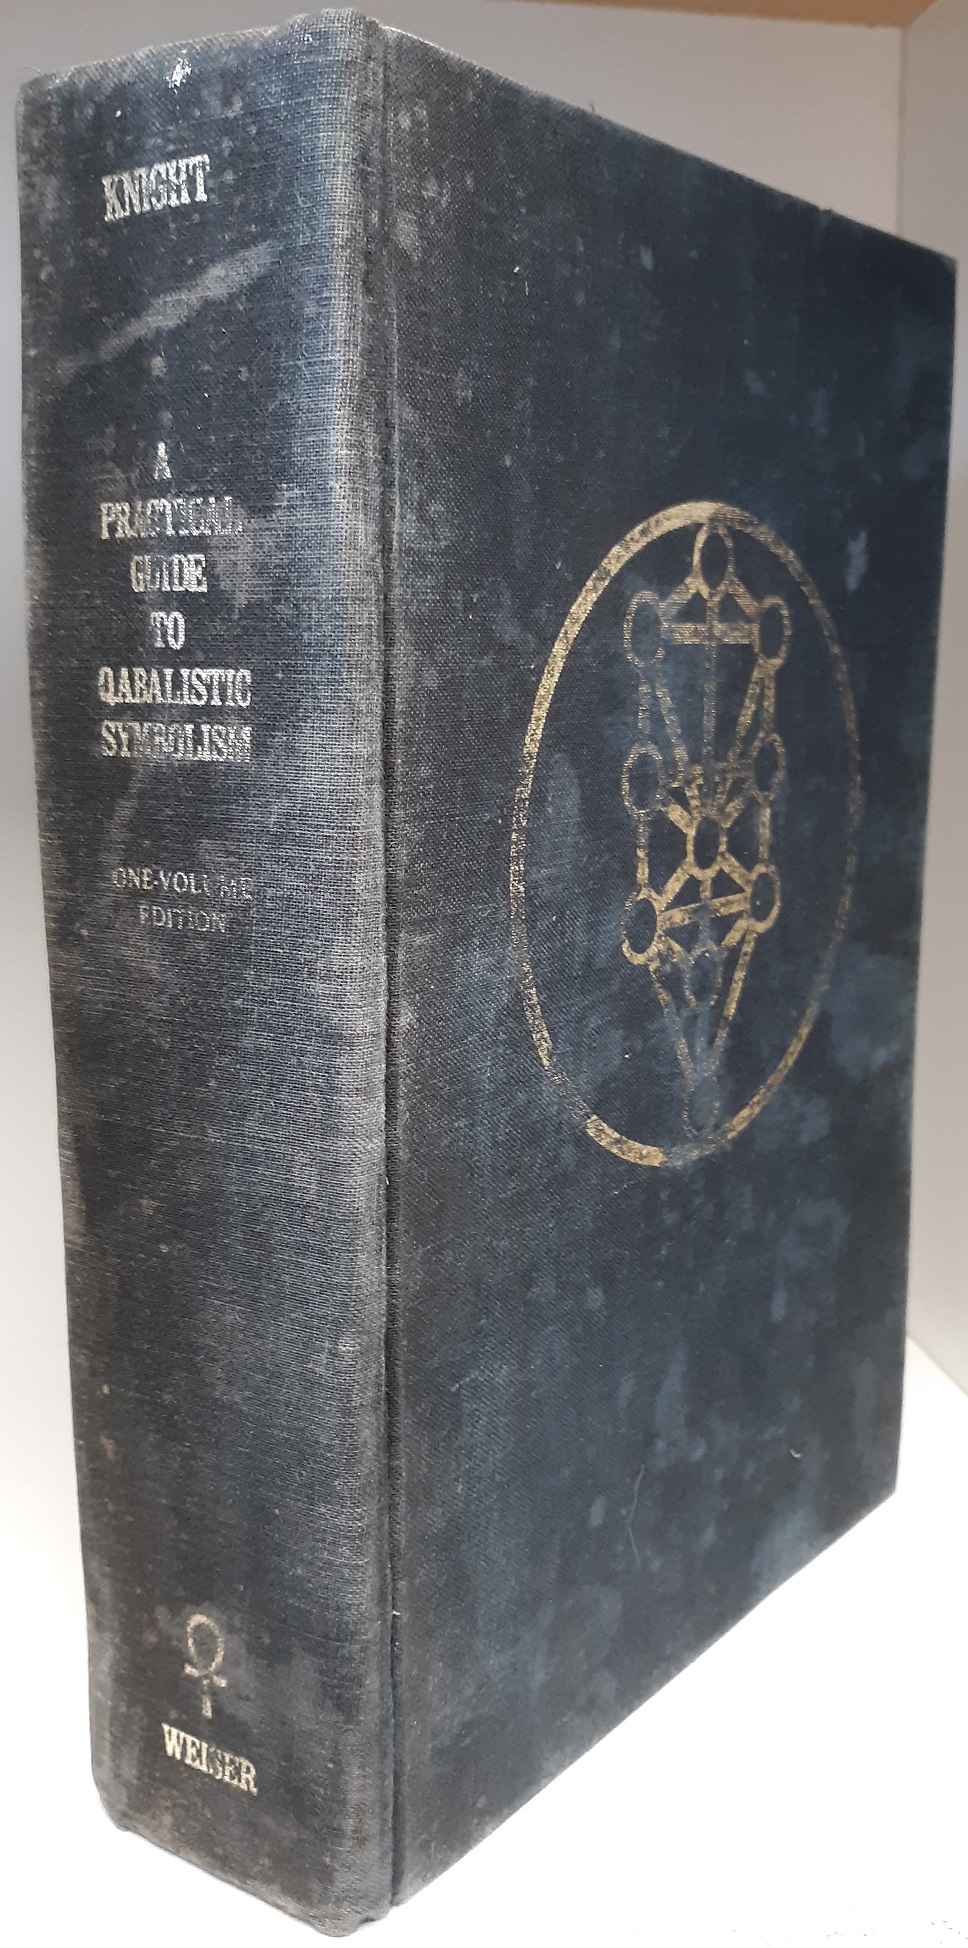 KNIGHT
A
PRACTICAL
GUIDE
TO
QABALISTIC
SYMBOLISM
ONE-VOLUME
EDITION
WEISER